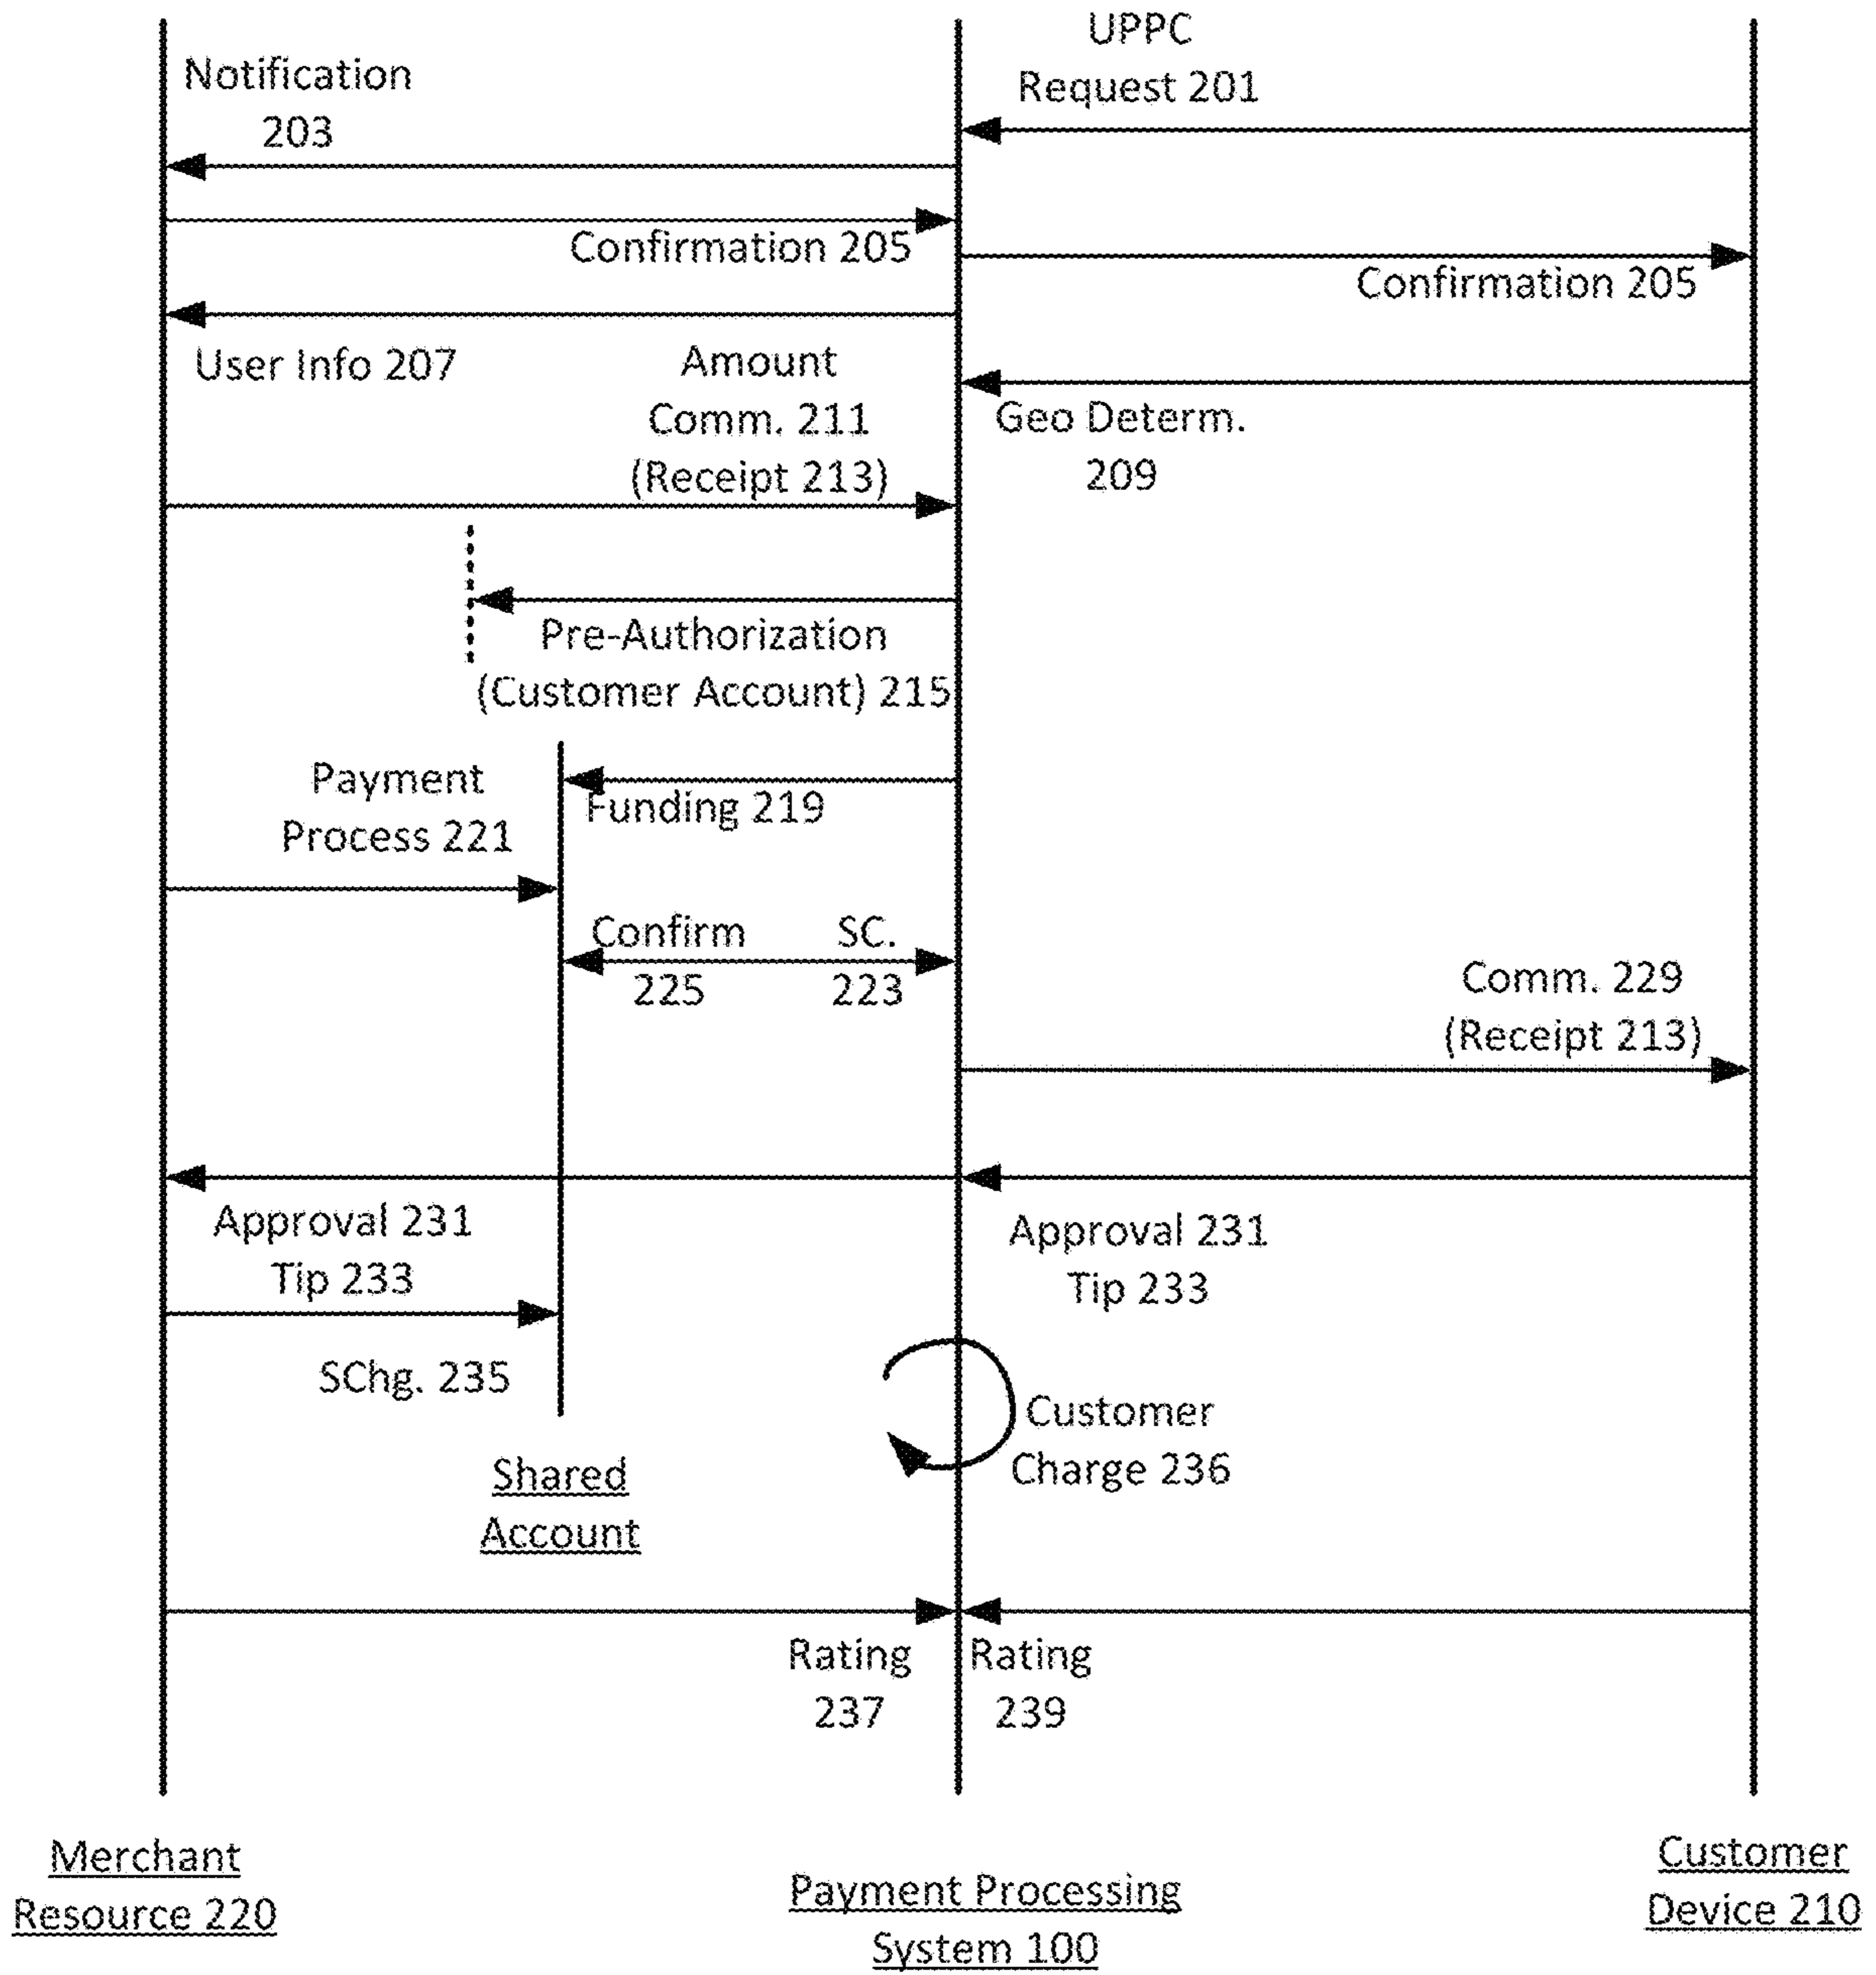 UPPC
Request 201
Notification
203
Confirmation 205
Confirmation 205
User Info 207
Amount
Comm. 211
(Receipt 213)
Geo Determ.
209
Pre-Authorization
(Customer Account) 215
Funding 219
Payment
Process 221
Confirm
225
SC.
223
Comm. 229
(Receipt 213)
Approval 231
Tip 233
Approval 231
Tip 233
SChg. 235
Customer
Charge 236
Shared
Account
Rating
237
Rating
239
Merchant
Resource 220
Payment Processing
System 100
Customer
Device 210